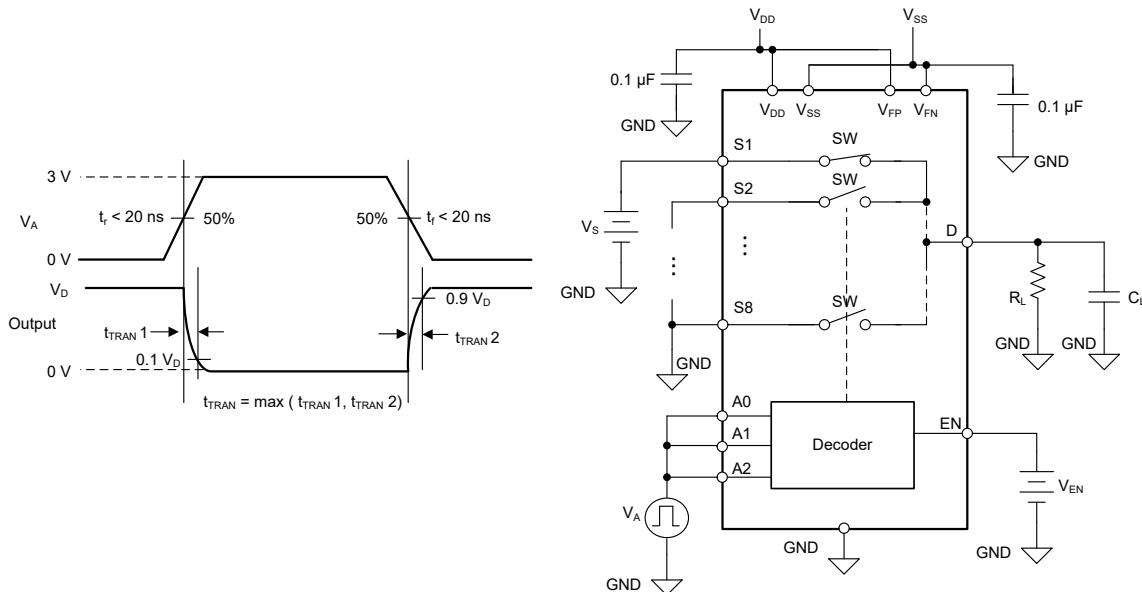 3 V
V_A
0 V
t_r < 20 ns
50%
50%
t_f < 20 ns
V_D
Output
0 V
t_TRAN 1
0.1 V_D
0.9 V_D
t_TRAN 2
t_TRAN = max ( t_TRAN 1, t_TRAN 2)
V_DD
V_SS
0.1 µF
GND
V_DD
V_SS
V_FP
V_FN
0.1 µF
GND
S1
SW
S2
SW
V_S
GND
...
...
D
R_L
C_L
GND
GND
S8
SW
GND
A0
A1
A2
Decoder
EN
V_A
GND
V_EN
GND
GND